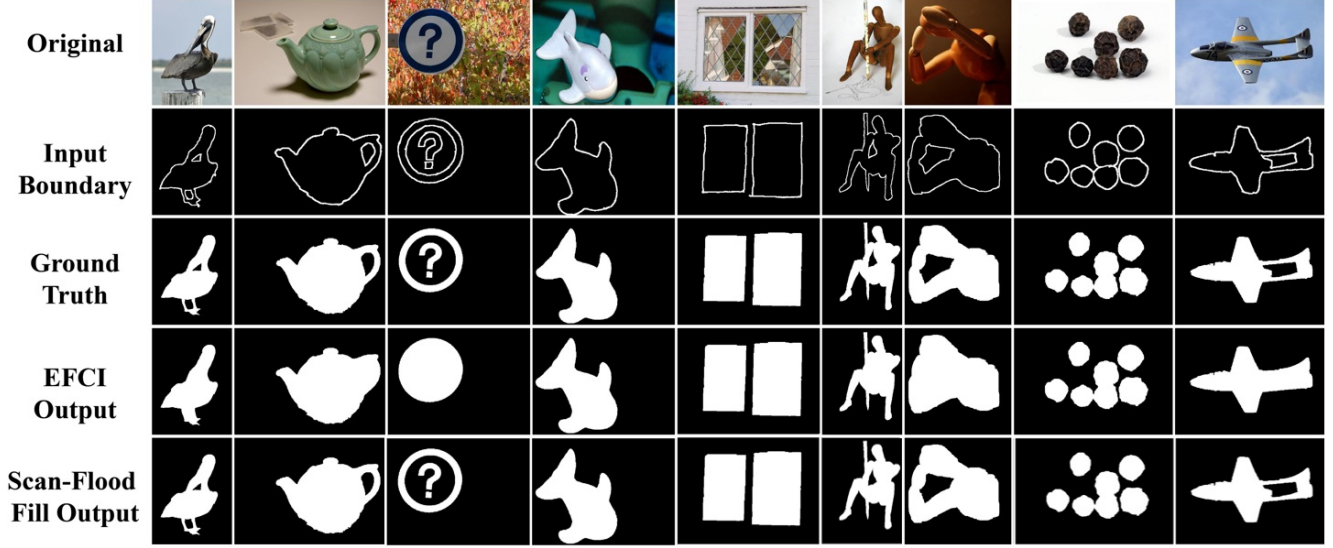 Original
Input
Boundary
Ground
Truth
EFCI
Output
Scan-Flood
Fill Output
?
?
?
?